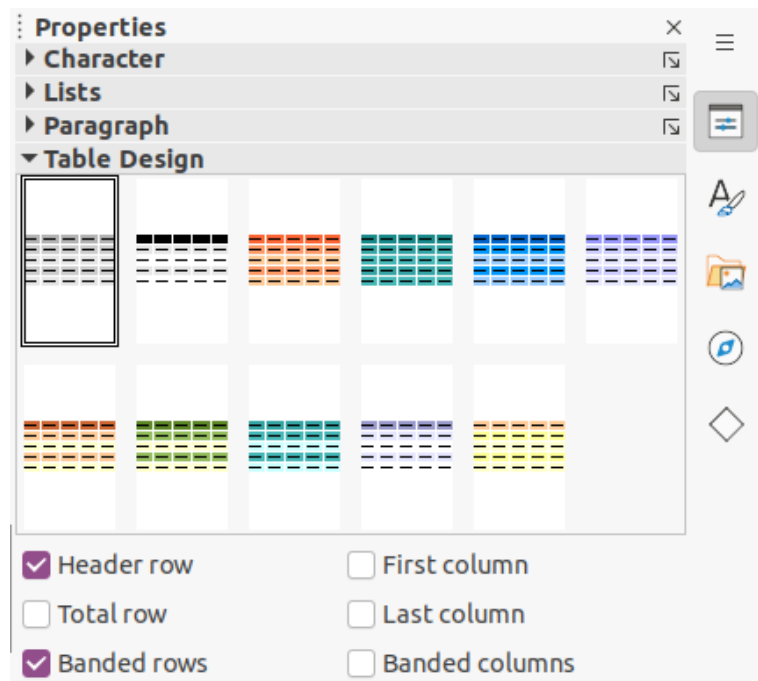 Properties
Character
Lists
Paragraph
Table Design
Header row
First column
Total row
Last column
Banded rows
Banded columns